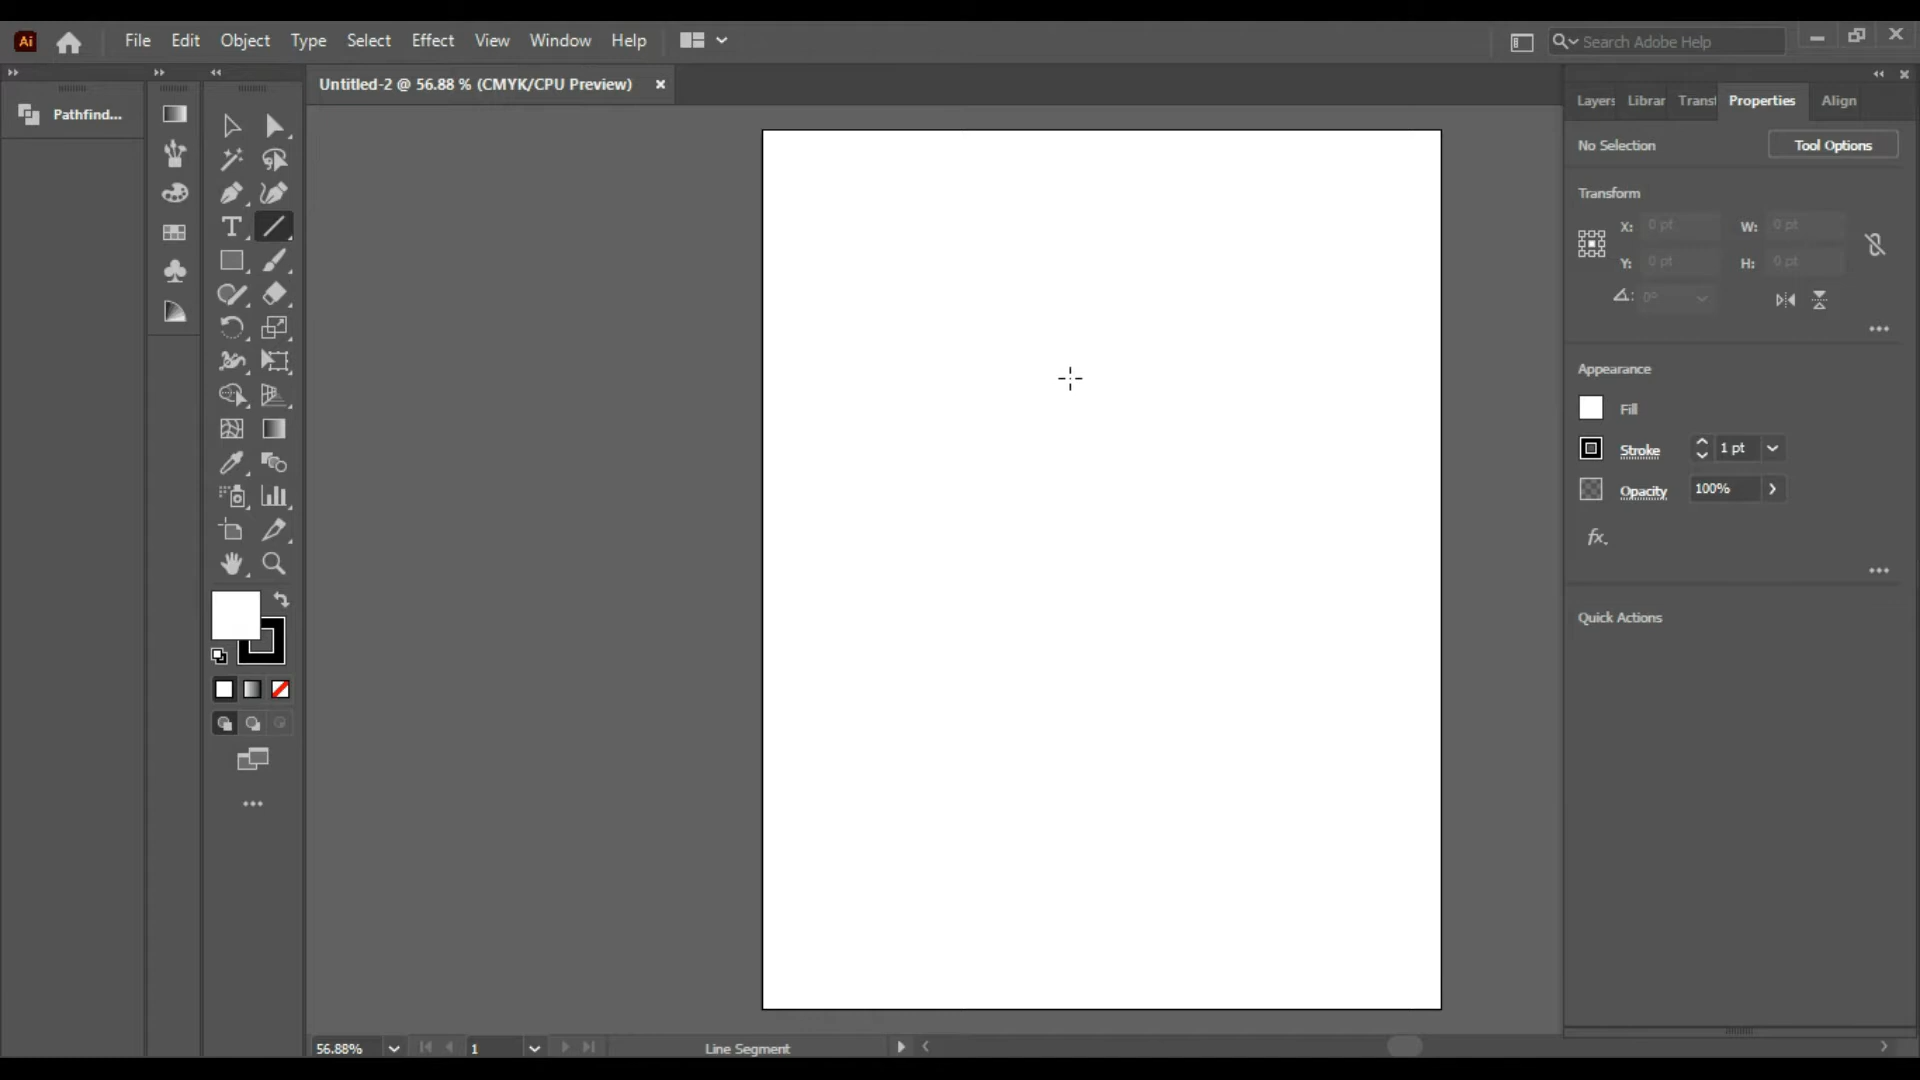 Ai File Edit Object Type Select Effect View Window Help Search Adobe Help
Untitled-2 @ 56.88 % (CMYK/CPU Preview)
Pathfind...
Layers Librar Transf Properties Align
No Selection Tool Options
Transform
X: 0 pt W: 0 pt
Y: 0 pt H: 0 pt
0°
Appearance
Fill
Stroke 1 pt
Opacity 100%
fx.
Quick Actions
56.88% 1 Line Segment